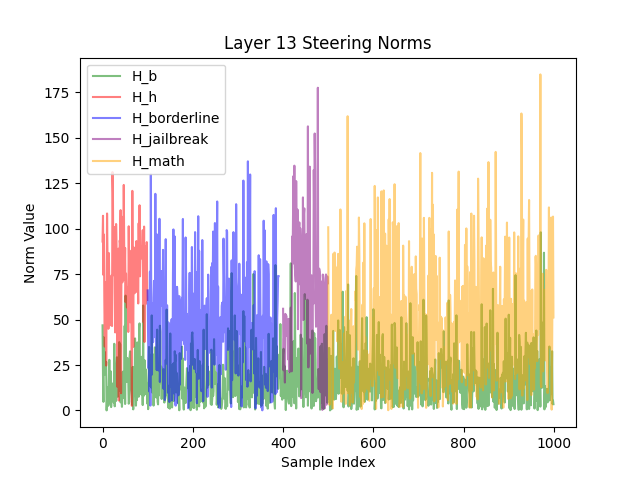 Layer 13 Steering Norms
H_b
H_h
H_borderline
H_jailbreak
H_math
175
150
125
100
75
50
25
0
Norm Value
0 200 400 600 800 1000
Sample Index